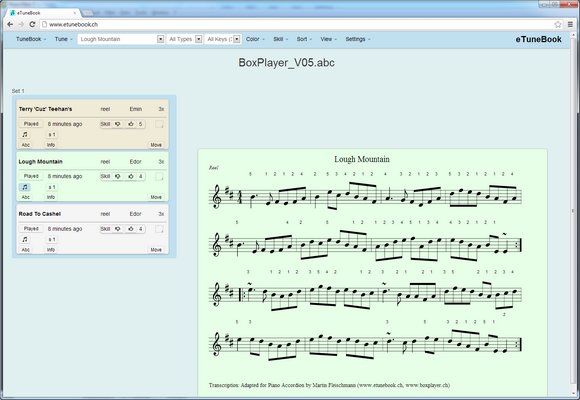 eTuneBook
www.etunebook.ch
TuneBook Tune Lough Mountain All Types All Keys ( Color Skill Sort View Settings eTuneBook
BoxPlayer_V05.abc
Set 1
Terry 'Cuz' Teehan's reel Emin 3x
Played 8 minutes ago Skill 5
s 1
Abc Info Move
Lough Mountain reel Edor 3x
Played 8 minutes ago Skill 4
s 1
Abc Info Move
Road To Cashel reel Edor 3x
Played 8 minutes ago Skill 4
s 1
Abc Info Move
Lough Mountain
Reel
Transcription: Adapted for Piano Accordion by Martin Fleischmann (www.etunebook.ch, www.boxplayer.ch)